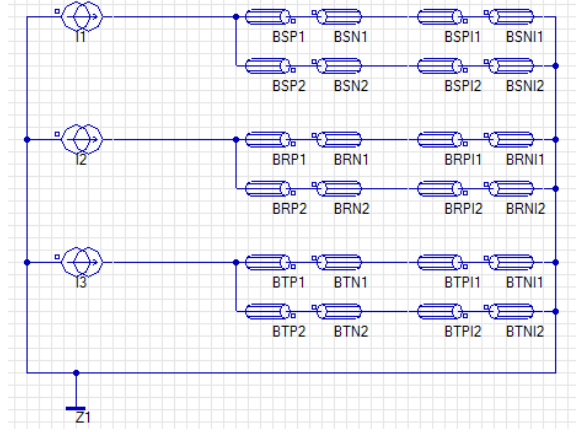 I1 BSP1 BSN1 BSPI1 BSNI1
BSP2 BSN2 BSPI2 BSNI2
I2 BRP1 BRN1 BRPI1 BRNI1
BRP2 BRN2 BRPI2 BRNI2
I3 BTP1 BTN1 BTPI1 BTNI1
BTP2 BTN2 BTPI2 BTNI2
Z1